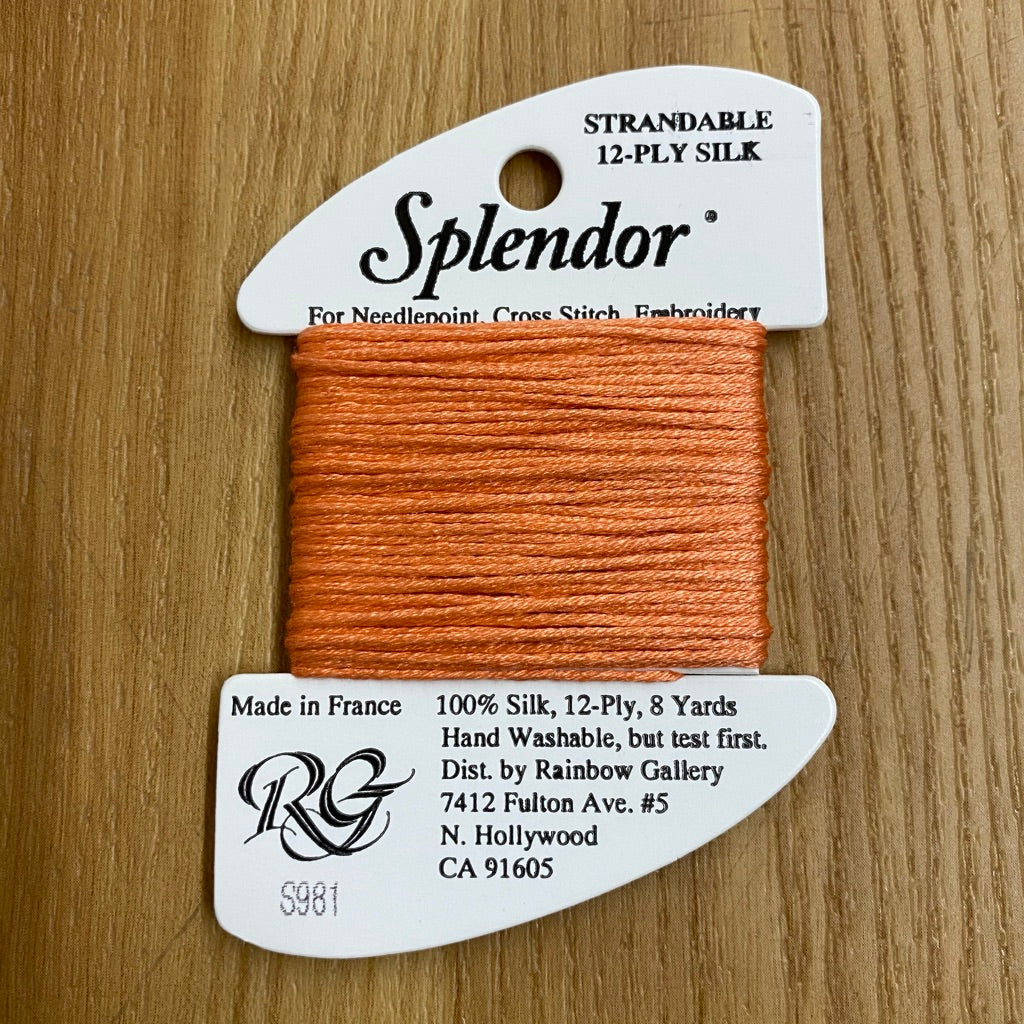 STRANDABLE
12-PLY SILK
Splendor®
For Needlepoint, Cross Stitch, Embroidery
Made in France
100% Silk, 12-Ply, 8 Yards
Hand Washable, but test first.
Dist. by Rainbow Gallery
7412 Fulton Ave. #5
N. Hollywood
CA 91605
RG
S981